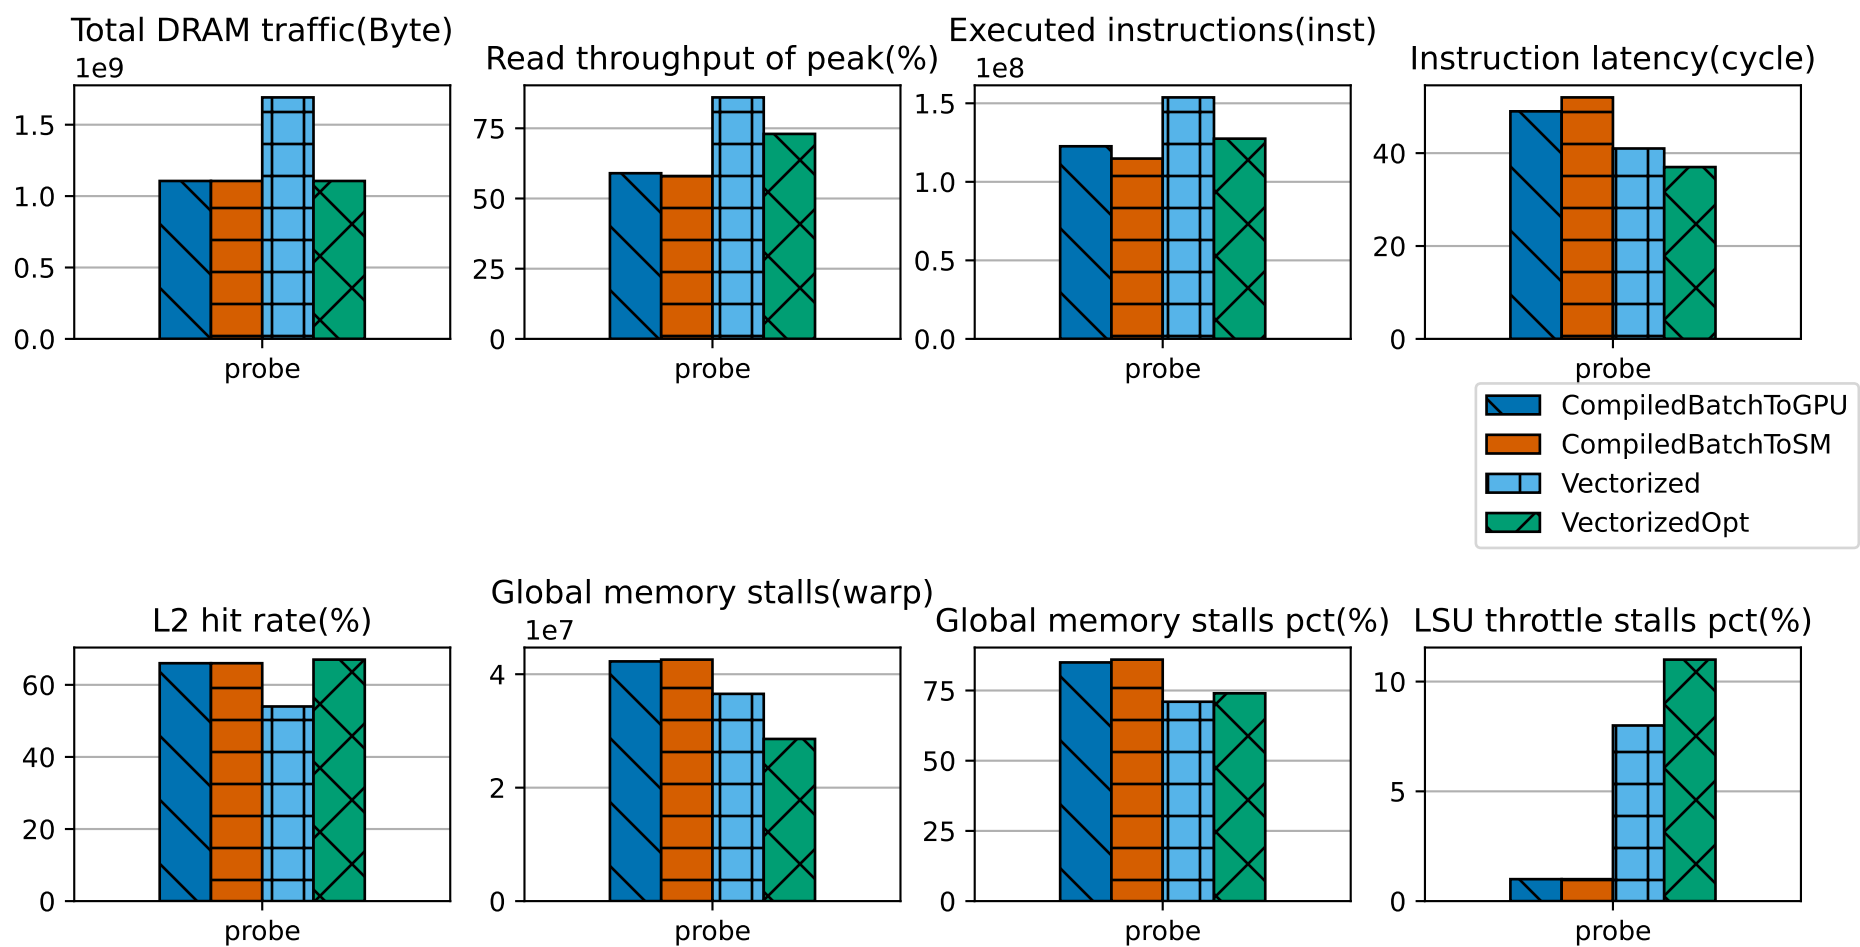 Total DRAM traffic(Byte)
1e9
1.5
1.0
0.5
0.0
probe
Read throughput of peak(%)
75
50
25
0
probe
Executed instructions(inst)
1e8
1.5
1.0
0.5
0.0
probe
Instruction latency(cycle)
40
20
0
probe
CompiledBatchToGPU
CompiledBatchToSM
Vectorized
VectorizedOpt
L2 hit rate(%)
60
40
20
0
probe
Global memory stalls(warp)
1e7
4
2
0
probe
Global memory stalls pct(%)
75
50
25
0
probe
LSU throttle stalls pct(%)
10
5
0
probe